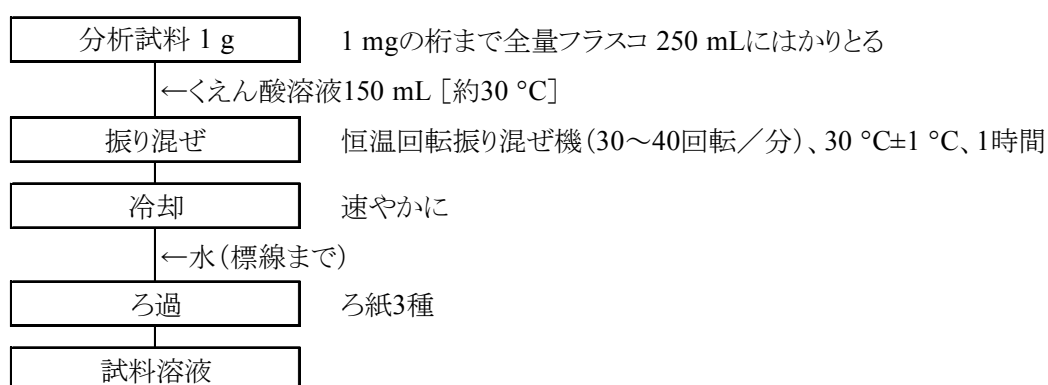 分析試料 1 g 1 mgの桁まで全量フラスコ 250 mLにはかりとる
←くえん酸溶液150 mL［約30 °C］
振り混ぜ 恒温回転振り混ぜ機（30～40回転／分）、30 °C±1 °C、1時間
冷却 速やかに
←水（標線まで）
ろ過 ろ紙3種
試料溶液